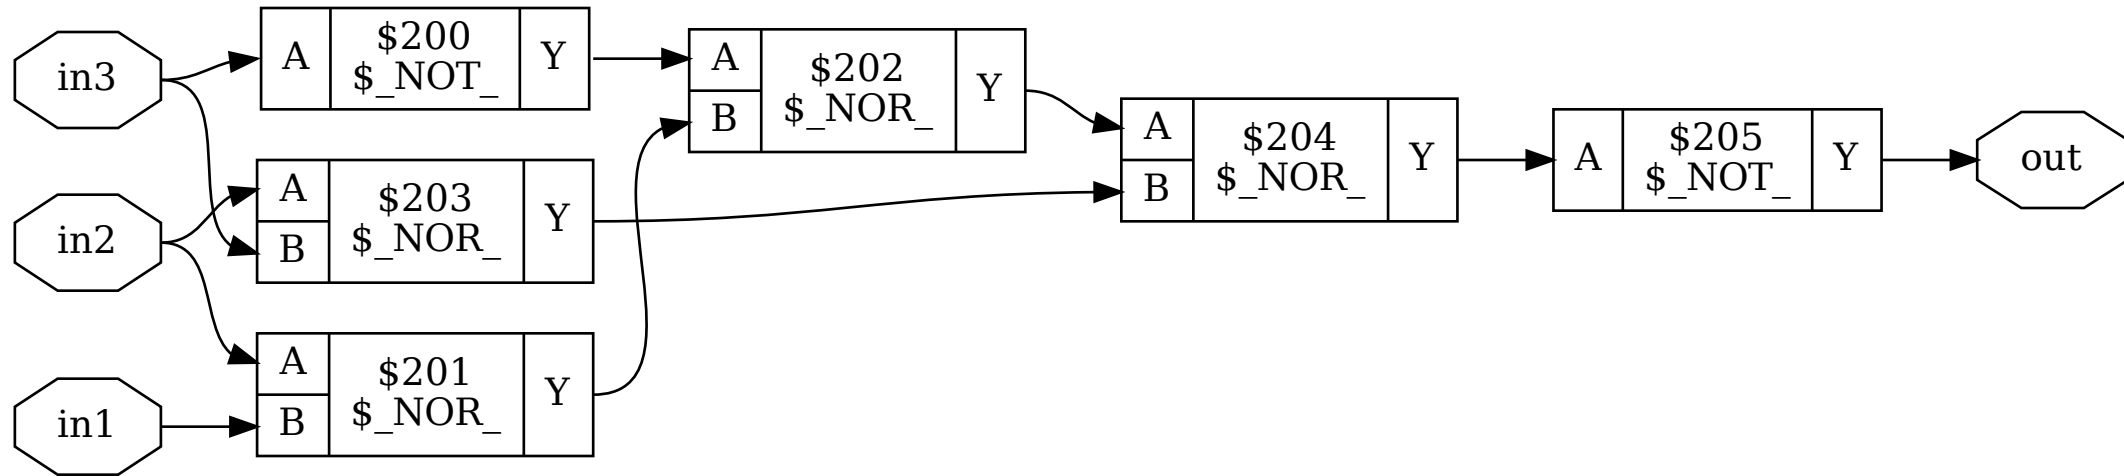 in3
A
$200
$_NOT_
Y
A
B
$202
$_NOR_
Y
in2
A
B
$203
$_NOR_
Y
A
B
$204
$_NOR_
Y
A
$205
$_NOT_
Y
out
in1
A
B
$201
$_NOR_
Y